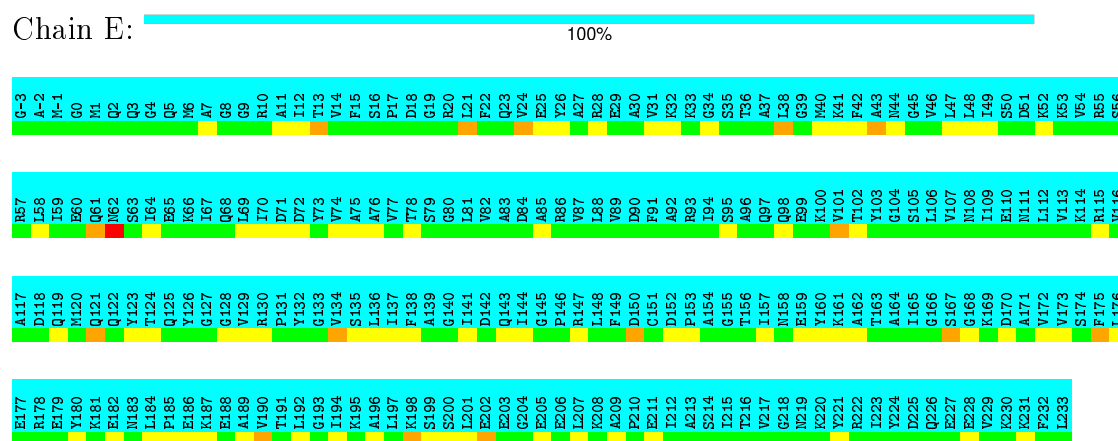 Chain E:
100%
G-3 A-2 M-1 G0 M1 Q2 Q3 G4 Q5 M6 A7 G8 G9 R10 A11 I12 T13 V14 F15 S16 P17 D18 G19 R20 L21 F22 Q23 V24 E25 Y26 A27 R28 E29 A30 V31 K32 K33 G34 S35 T36 A37 L38 G39 M40 K41 F42 A43 N44 G45 V46 L47 L48 I49 S50 D51 K52 K53 V54 R55 S56
R57 L58 I59 E60 Q61 N62 S63 I64 E65 K66 I67 Q68 L69 I70 D71 D72 Y73 V74 A75 A76 V77 T78 S79 G80 L81 V82 A83 D84 A85 R86 V87 L88 V89 D90 F91 A92 R93 I94 S95 A96 Q97 Q98 E99 K100 V101 T102 Y103 G104 S105 L106 V107 N108 I109 E110 N111 L112 V113 K114 R115 V116
A117 D118 Q119 M120 Q121 Q122 Y123 T124 Q125 Y126 G127 G128 V129 R130 P131 Y132 G133 V134 S135 L136 I137 F138 A139 G140 I141 D142 Q143 I144 G145 P146 R147 L148 F149 D150 C151 D152 P153 A154 T155 I156 I157 N158 E159 Y160 K161 A162 T163 A164 I165 G166 S167 G168 K169 D170 A171 V172 V173 S174 F175 L176
E177 R178 E179 Y180 K181 E182 N183 L184 P185 E186 K187 E188 A189 V190 T191 L192 G193 I194 K195 A196 L197 K198 S199 S200 L201 E202 E203 G204 E205 E206 L207 K208 A209 P210 E211 I212 A213 S214 I215 T216 V217 G218 N219 K220 Y221 R222 I223 Y224 D225 Q226 E227 E228 V229 K230 K231 F232 L233